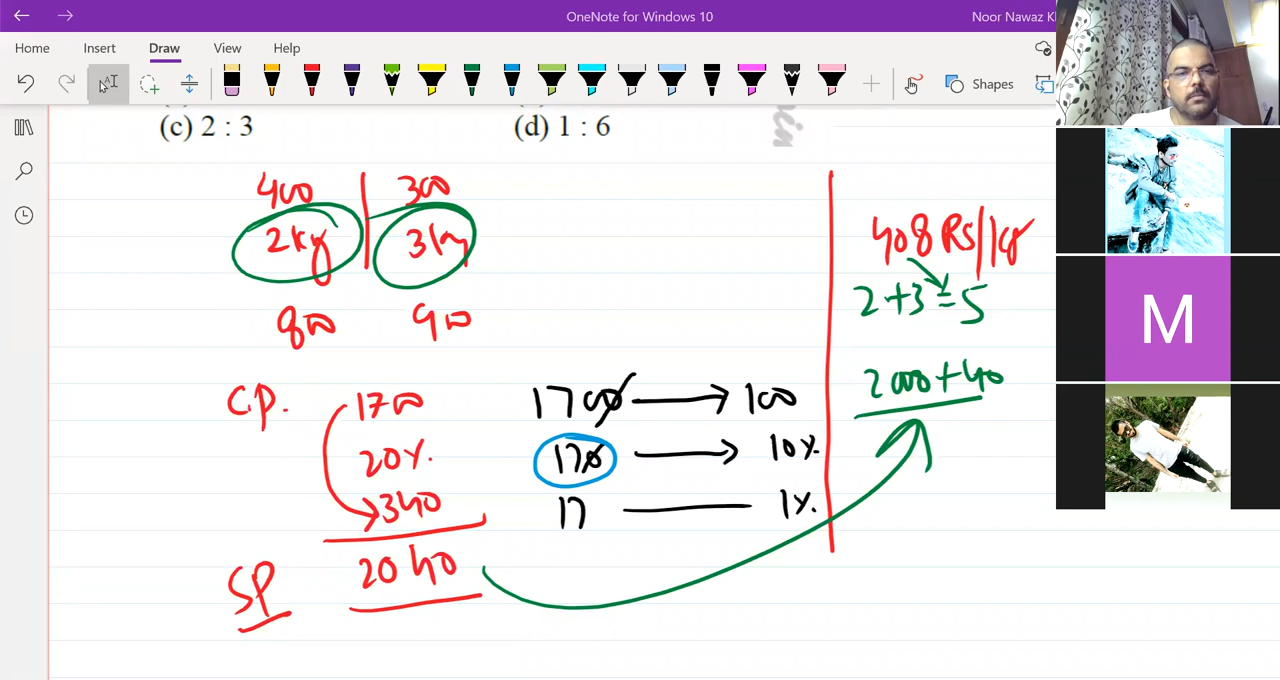 OneNote for Windows 10
Noor Nawaz K
Home Insert Draw View Help
Shapes
(c) 2 : 3 (d) 1 : 6
400 300
2kg 3kg
800 900
C.P. 1700
20%.
340
SP 2040
1700 → 100
170 → 10%.
17 — 1%.
408 RS/kg
2+3=5
2000+40
M